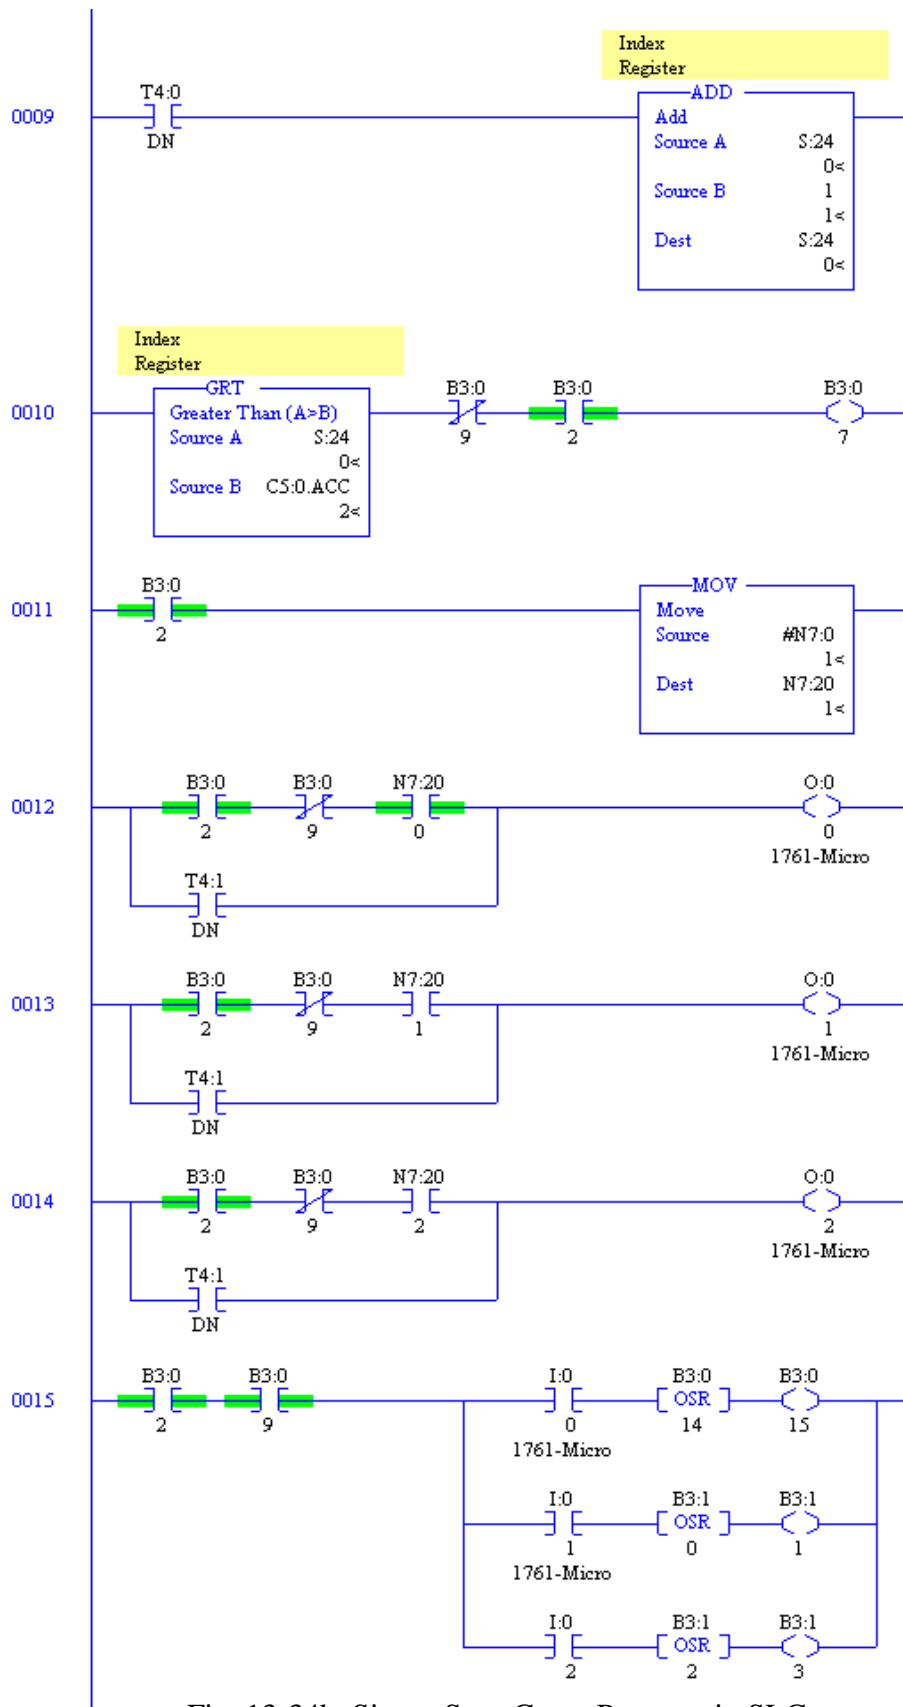 Index
Register
T4:0
ADD
0009
Add
DN
Source A S:24
0<
Source B 1
1<
Dest S:24
0<
Index
Register
GRT
B3:0 B3:0 B3:0
0010
Greater Than (A>B)
9 2 7
Source A S:24
0<
Source B C5:0.ACC
2<
B3:0
MOV
0011
Move
2
Source #N7:0
1<
Dest N7:20
1<
B3:0 B3:0 N7:20 O:0
0012
2 9 0 0
1761-Micro
T4:1
DN
B3:0 B3:0 N7:20 O:0
0013
2 9 1 1
1761-Micro
T4:1
DN
B3:0 B3:0 N7:20 O:0
0014
2 9 2 2
1761-Micro
T4:1
DN
B3:0 B3:0 I:0 B3:0 B3:0
0015
OSR
2 9 0 14 15
1761-Micro
I:0 B3:1 B3:1
OSR
1 0 1
1761-Micro
I:0 B3:1 B3:1
OSR
2 2 3